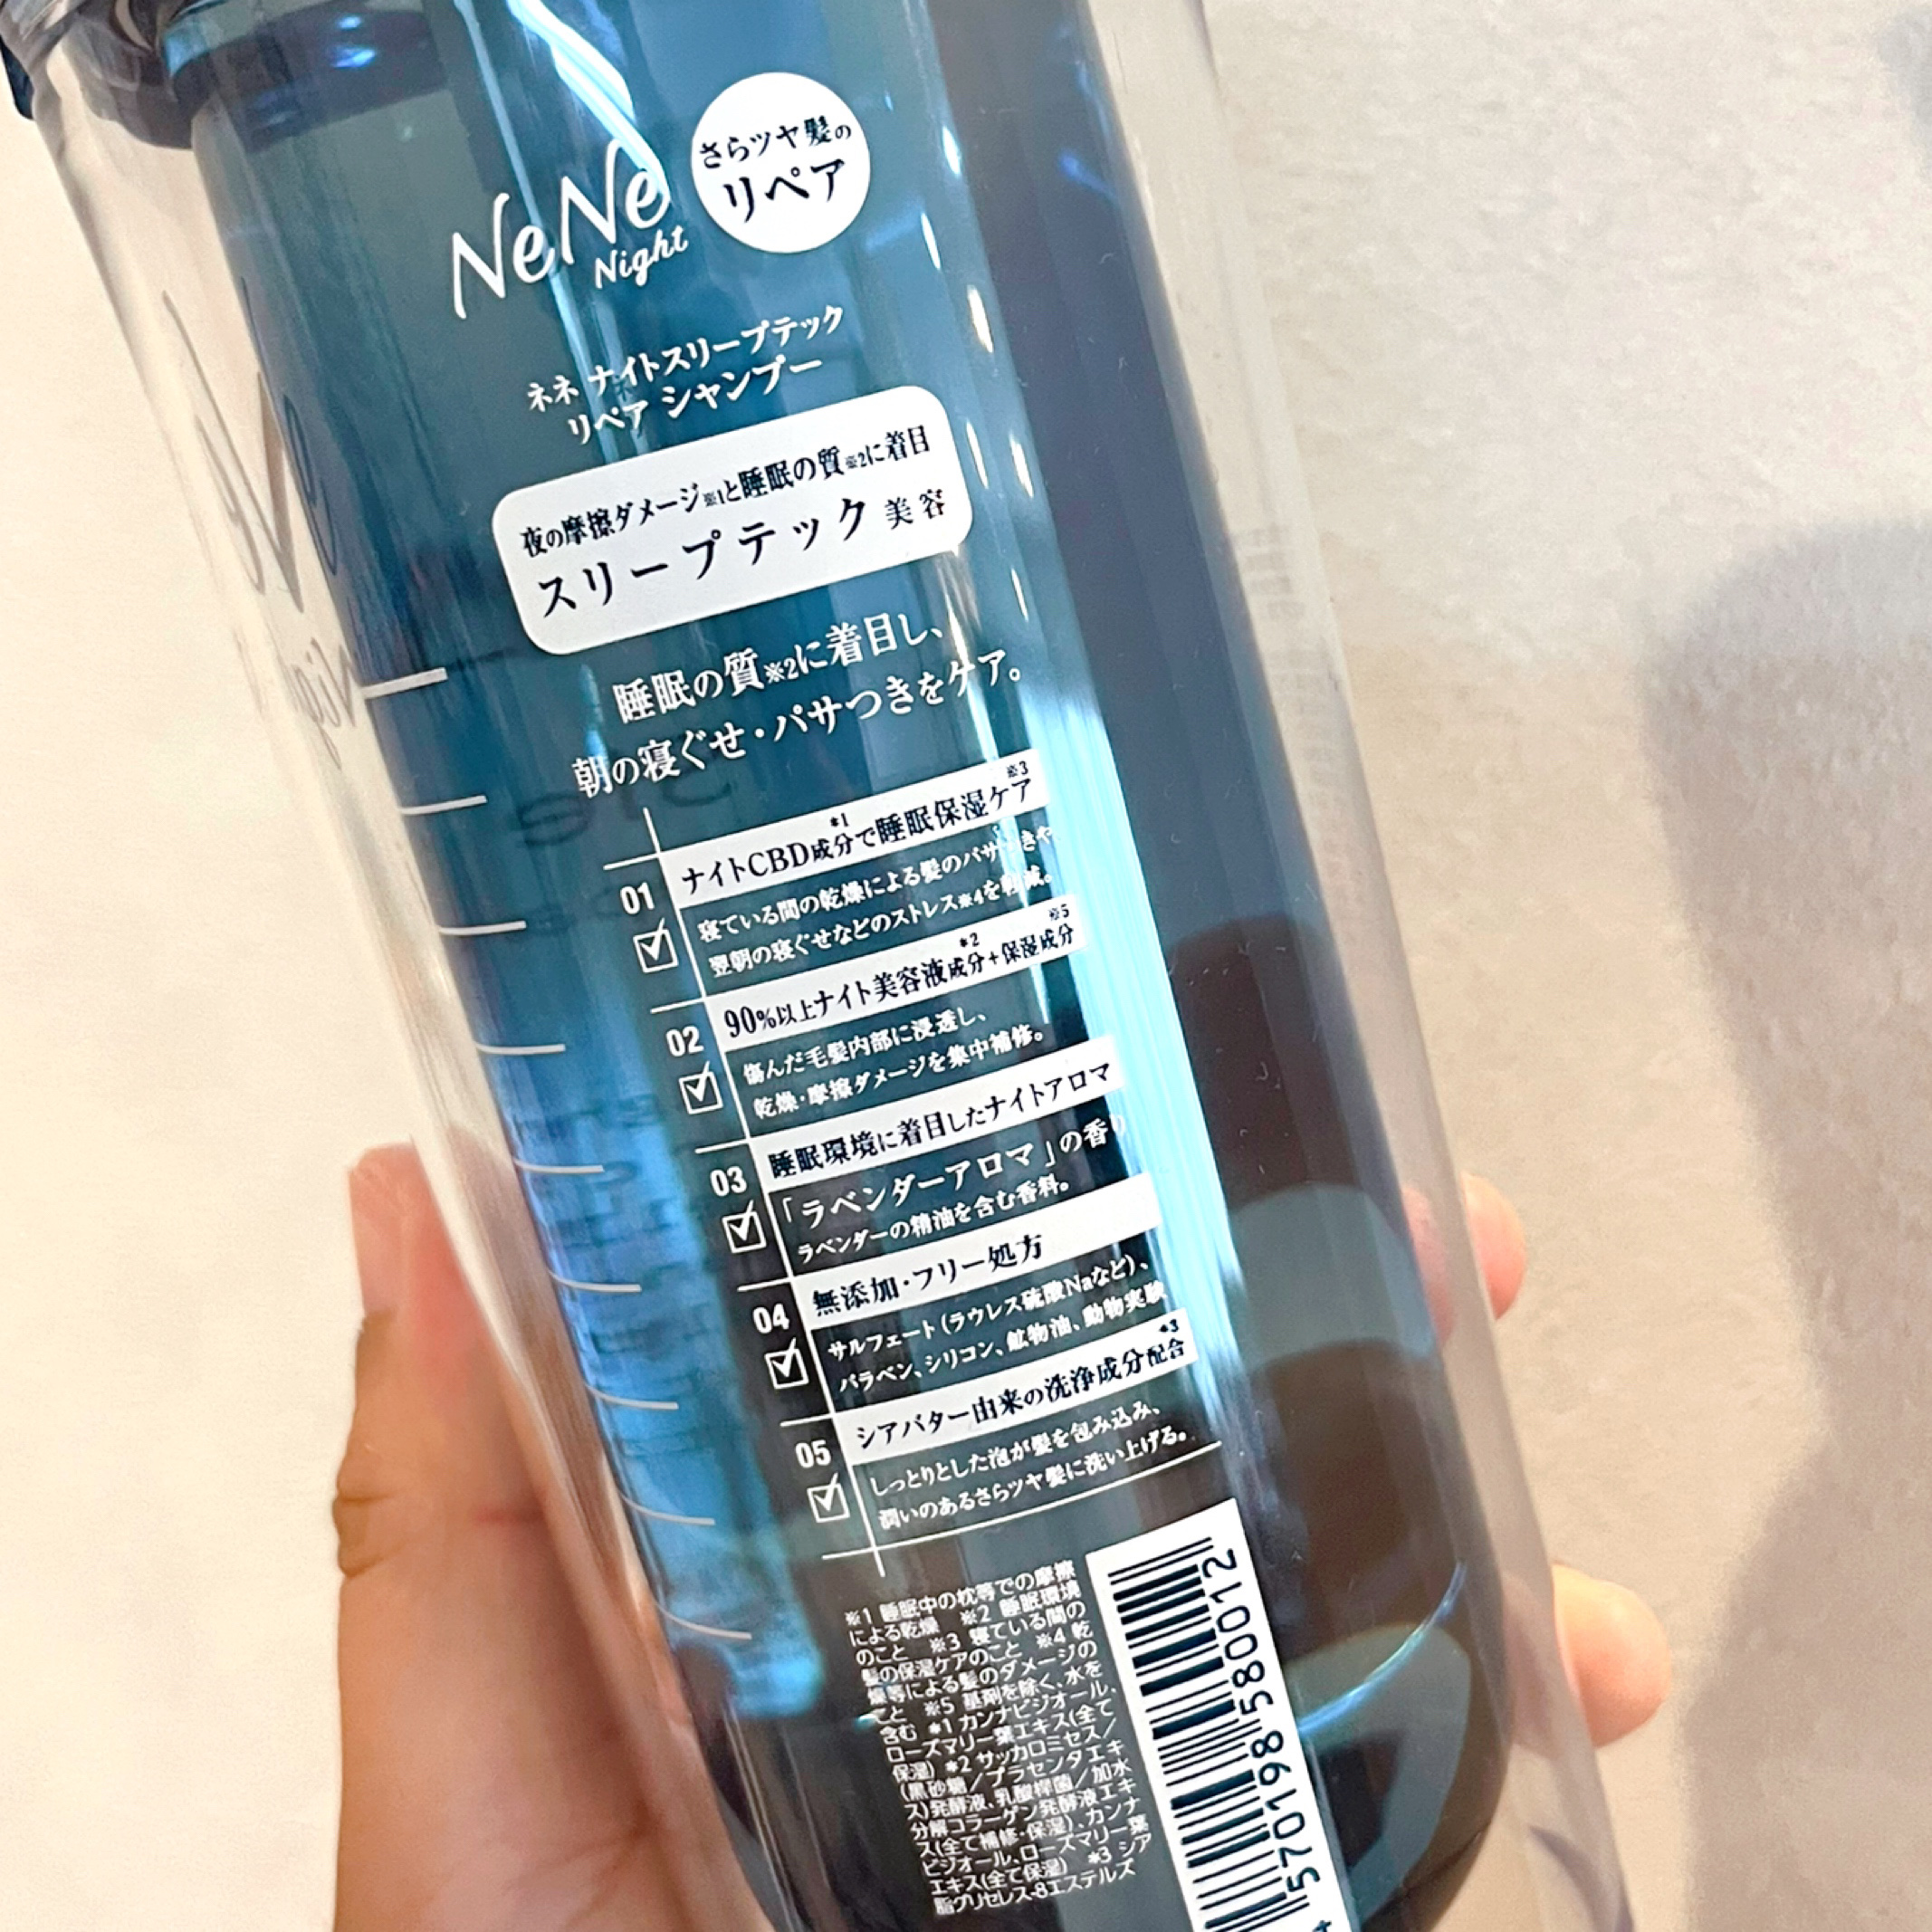 NeNe
Night
さらツヤ髪の
リペア
ネネ ナイトスリープテック
リペア シャンプー
夜の摩擦ダメージ※1と睡眠の質※2に着目
スリープテック美容
睡眠の質※2に着目し、
朝の寝ぐせ・パサつきをケア。
01
ナイトCBD成分*1で睡眠保湿ケア※3
寝ている間の乾燥による髪のパサつきや
翌朝の寝ぐせなどのストレス※4を軽減。
02
90%以上ナイト美容液成分*2+保湿成分※5
傷んだ毛髪内部に浸透し、
乾燥・摩擦ダメージを集中補修。
03
睡眠環境に着目したナイトアロマ
「ラベンダーアロマ」の香り
ラベンダーの精油を含む香料。
04
無添加・フリー処方
サルフェート(ラウレス硫酸Naなど)、
パラベン、シリコン、鉱物油、動物実験
05
シアバター由来の洗浄成分*3配合
しっとりとした泡が髪を包み込み、
潤いのあるさらツヤ髪に洗い上げる。
※1 睡眠中の枕等での摩擦
による乾燥 ※2 睡眠環境
のこと ※3 寝ている間の
髪の保湿ケアのこと ※4 乾
燥等による髪のダメージの
こと ※5 基剤を除く、水を
含む *1 カンナビジオール、
ローズマリー葉エキス(全て
保湿) *2 サッカロミセス/
(黒砂糖/プラセンタエキ
ス)発酵液、乳酸桿菌/加水
分解コラーゲン発酵液エキ
ス(全て補修・保湿)、カンナ
ビジオール、ローズマリー葉
エキス(全て保湿) *3 シア
脂グリセレス-8エステルズ
570198 580012